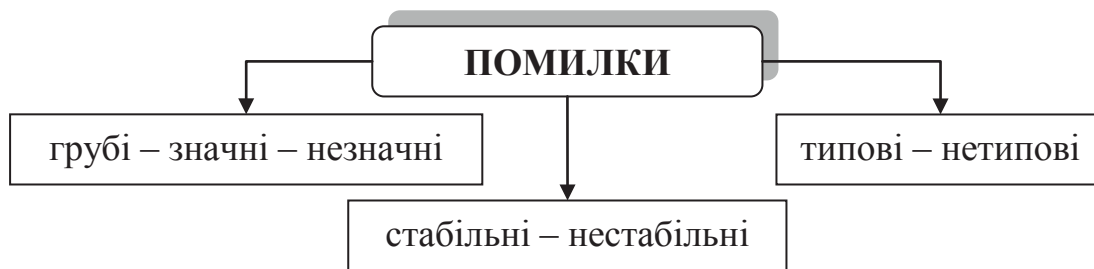 ПОМИЛКИ
грубі – значні – незначні
типові – нетипові
стабільні – нестабільні